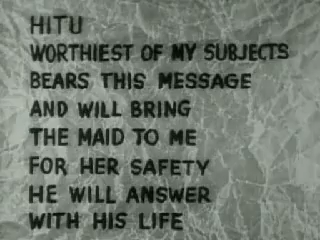 HITU
WORTHIEST OF MY SUBJECTS
BEARS THIS MESSAGE
AND WILL BRING
THE MAID TO ME
FOR HER SAFETY
HE WILL ANSWER
WITH HIS LIFE